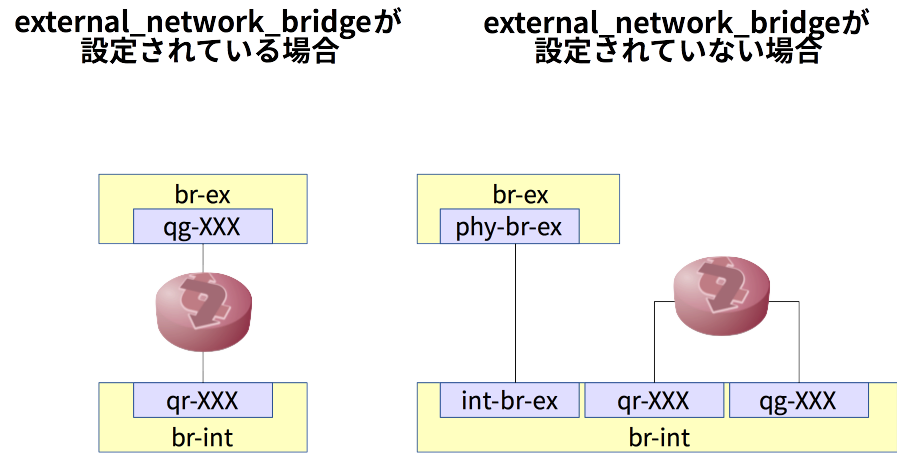 external_network_bridgeが
設定されている場合
external_network_bridgeが
設定されていない場合
br-ex
qg-XXX
qr-XXX
br-int
br-ex
phy-br-ex
int-br-ex
qr-XXX
qg-XXX
br-int